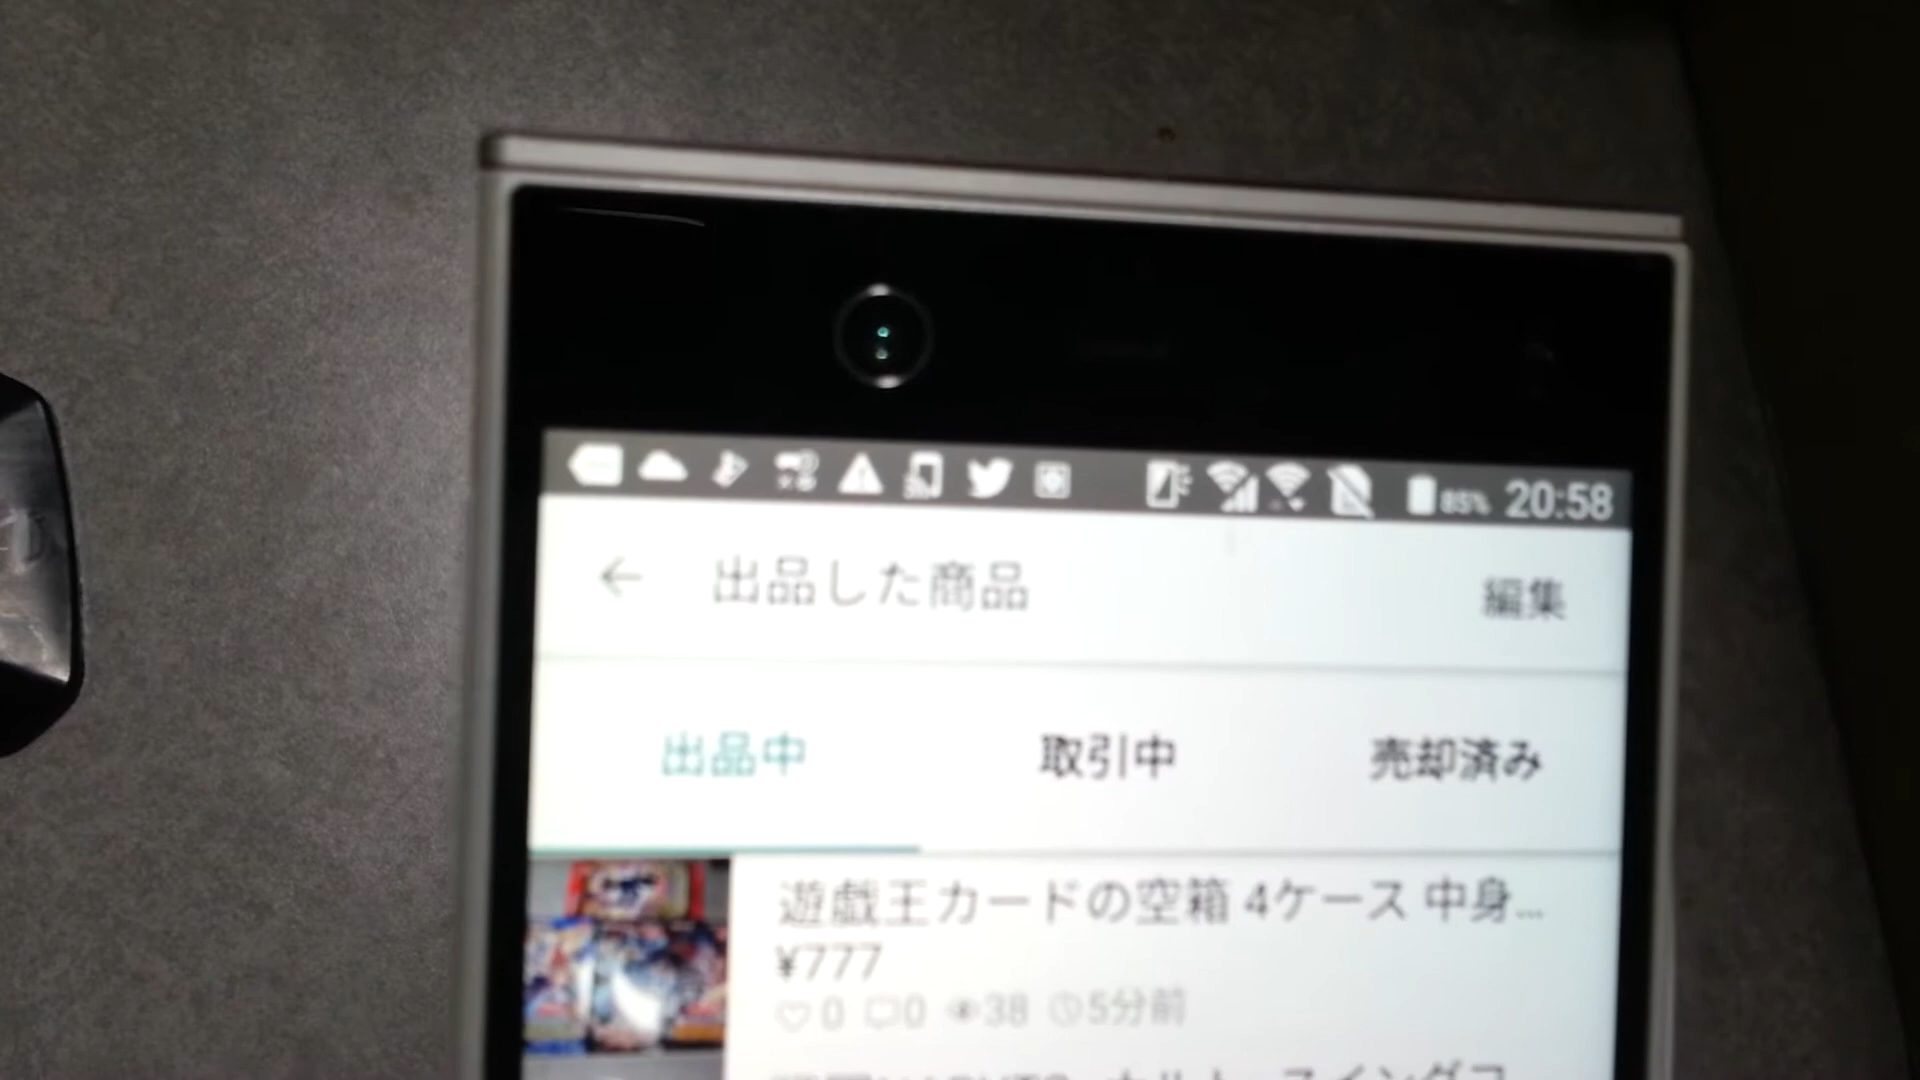 85% 20:58
出品した商品 編集
出品中 取引中 売却済み
遊戯王カードの空箱 4ケース 中身...
¥777
0 0 38 5分前